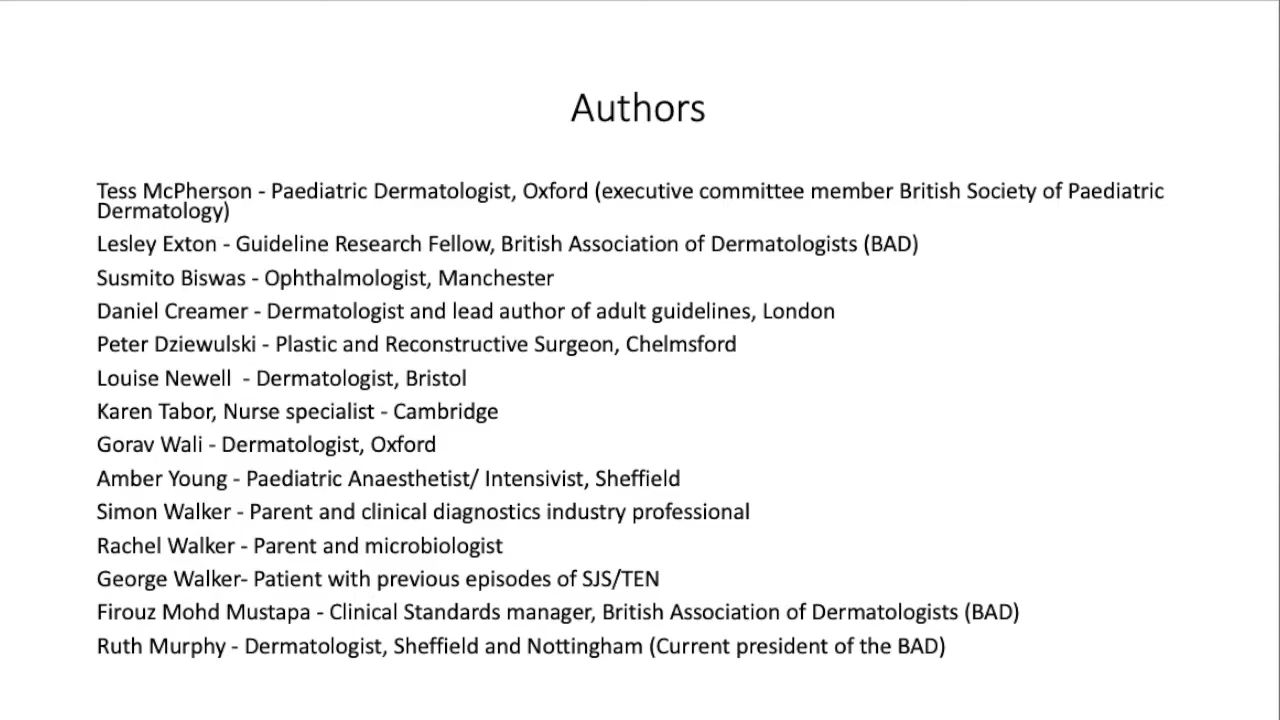 Authors
Tess McPherson - Paediatric Dermatologist, Oxford (executive committee member British Society of Paediatric
Dermatology)
Lesley Exton - Guideline Research Fellow, British Association of Dermatologists (BAD)
Susmito Biswas - Ophthalmologist, Manchester
Daniel Creamer - Dermatologist and lead author of adult guidelines, London
Peter Dziewulski - Plastic and Reconstructive Surgeon, Chelmsford
Louise Newell  - Dermatologist, Bristol
Karen Tabor, Nurse specialist - Cambridge
Gorav Wali - Dermatologist, Oxford
Amber Young - Paediatric Anaesthetist/ Intensivist, Sheffield
Simon Walker - Parent and clinical diagnostics industry professional
Rachel Walker - Parent and microbiologist
George Walker- Patient with previous episodes of SJS/TEN
Firouz Mohd Mustapa - Clinical Standards manager, British Association of Dermatologists (BAD)
Ruth Murphy - Dermatologist, Sheffield and Nottingham (Current president of the BAD)